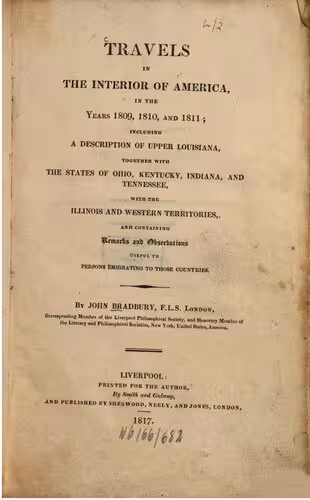 L/2
TRAVELS
IN
THE INTERIOR OF AMERICA,
IN THE
YEARS 1809, 1810, AND 1811;
INCLUDING
A DESCRIPTION OF UPPER LOUISIANA,
TOGETHER WITH
THE STATES OF OHIO, KENTUCKY, INDIANA, AND
TENNESSEE,
WITH THE
ILLINOIS AND WESTERN TERRITORIES,
AND CONTAINING
Remarks and Observations
USEFUL TO
PERSONS EMIGRATING TO THOSE COUNTRIES.
BY JOHN BRADBURY, F.L.S. LONDON,
Corresponding Member of the Liverpool Philosophical Society, and Honorary Member of
the Literary and Philosophical Societies, New York, United States, America.
LIVERPOOL:
PRINTED FOR THE AUTHOR,
By Smith and Galway,
AND PUBLISHED BY SHERWOOD, NEELY, AND JONES, LONDON,
1817.